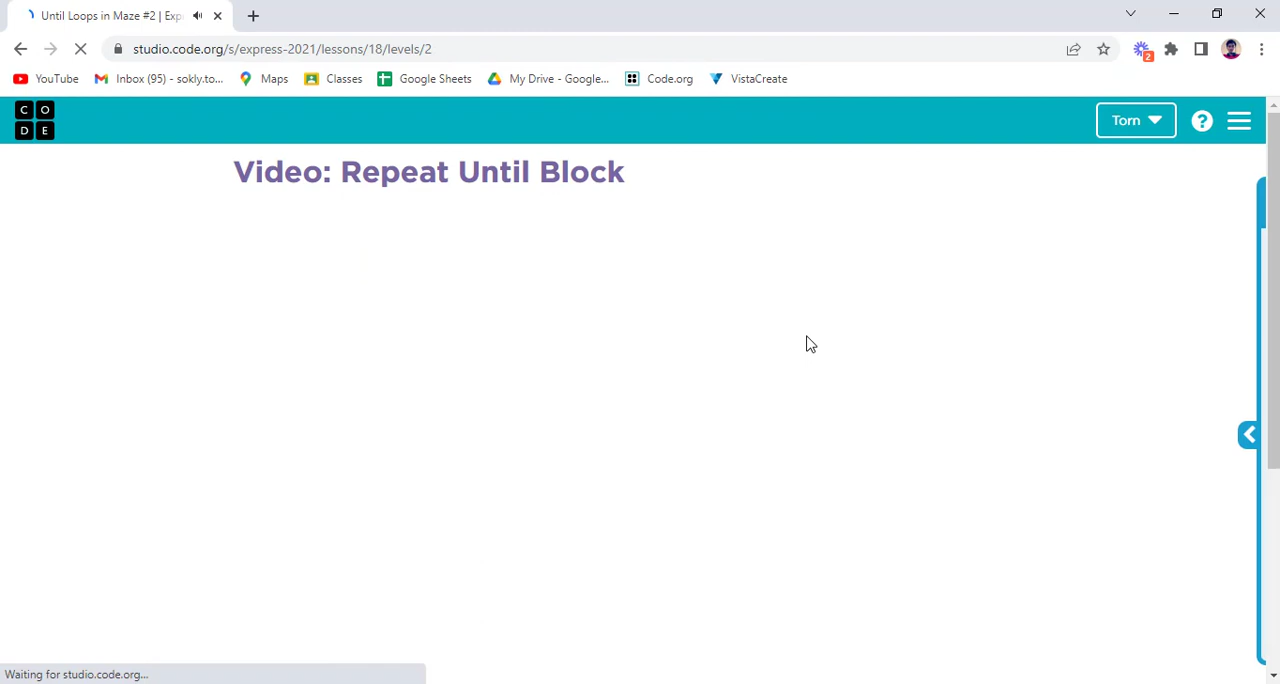 Until Loops in Maze #2 | Exp
studio.code.org/s/express-2021/lessons/18/levels/2
2
YouTube
Inbox (95) - sokly.to...
Maps
Classes
Google Sheets
My Drive - Google...
Code.org
VistaCreate
C O
D E
Torn
?
Video: Repeat Until Block
Waiting for studio.code.org...